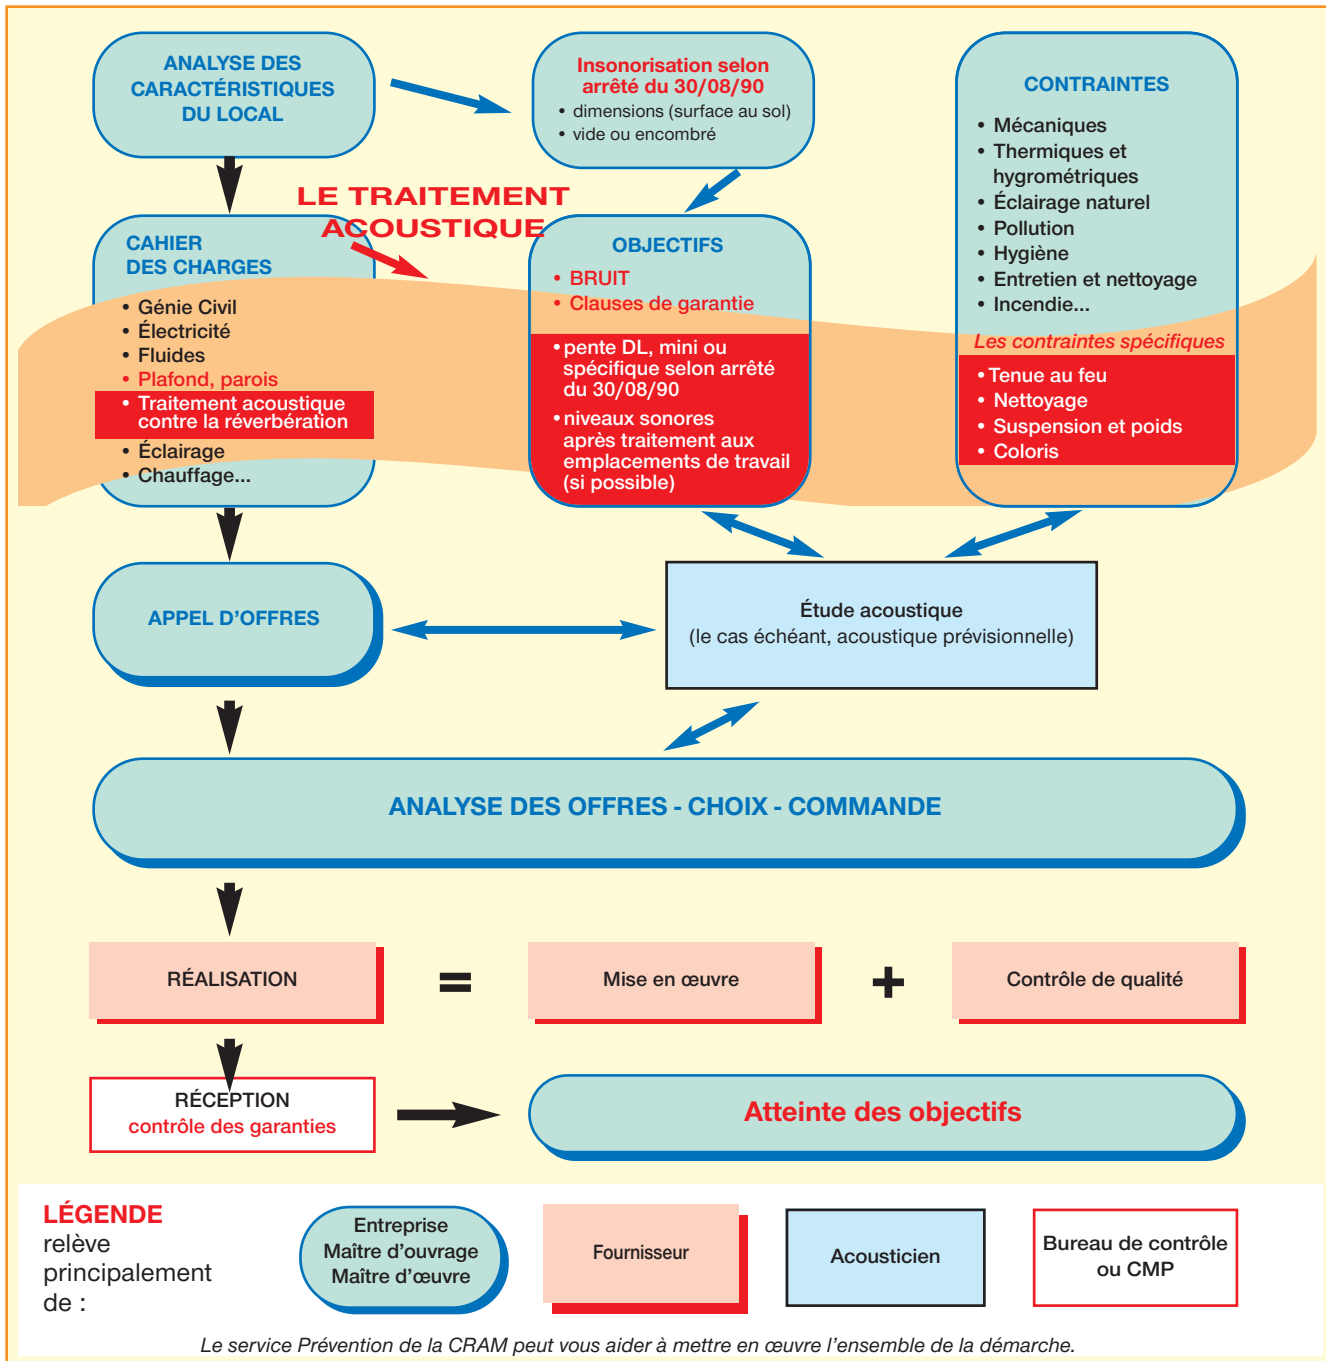 ANALYSE DES
CARACTÉRISTIQUES
DU LOCAL
Insonorisation selon
arrêté du 30/08/90
• dimensions (surface au sol)
• vide ou encombré
CONTRAINTES
• Mécaniques
• Thermiques et
hygrométriques
• Éclairage naturel
• Pollution
• Hygiène
• Entretien et nettoyage
• Incendie...
Les contraintes spécifiques
• Tenue au feu
• Nettoyage
• Suspension et poids
• Coloris
LE TRAITEMENT
ACOUSTIQUE
CAHIER
DES CHARGES
• Génie Civil
• Électricité
• Fluides
• Plafond, parois
• Traitement acoustique
contre la réverbération
• Éclairage
• Chauffage...
OBJECTIFS
• BRUIT
• Clauses de garantie
• pente DL, mini ou
spécifique selon arrêté
du 30/08/90
• niveaux sonores
après traitement aux
emplacements de travail
(si possible)
APPEL D'OFFRES
Étude acoustique
(le cas échéant, acoustique prévisionnelle)
ANALYSE DES OFFRES - CHOIX - COMMANDE
RÉALISATION
=
Mise en œuvre
+
Contrôle de qualité
RÉCEPTION
contrôle des garanties
Atteinte des objectifs
LÉGENDE
relève
principalement
de :
Entreprise
Maître d'ouvrage
Maître d'œuvre
Fournisseur
Acousticien
Bureau de contrôle
ou CMP
Le service Prévention de la CRAM peut vous aider à mettre en œuvre l'ensemble de la démarche.